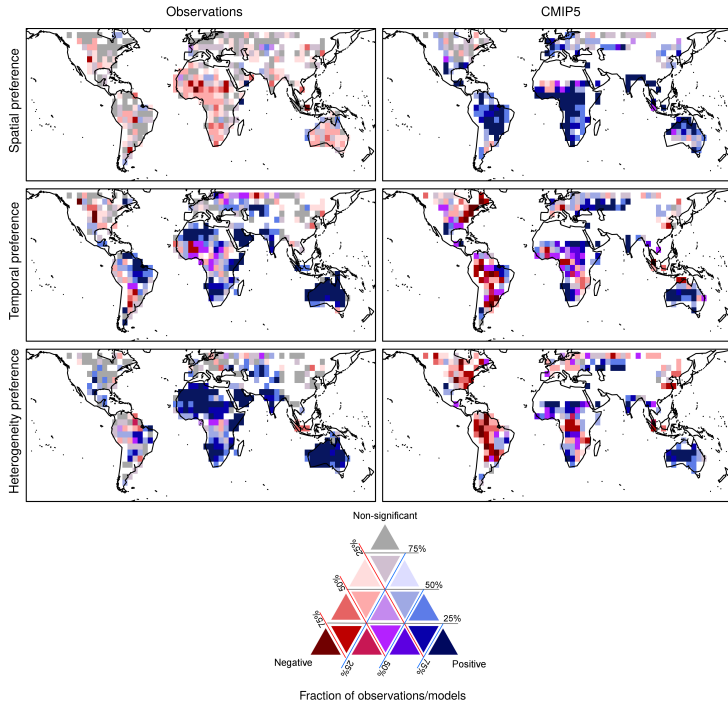 Observations
CMIP5
Spatial preference
Temporal preference
Heterogeneity preference
Non-significant
25%
75%
50%
50%
75%
25%
Negative
Positive
25%
50%
75%
Fraction of observations/models